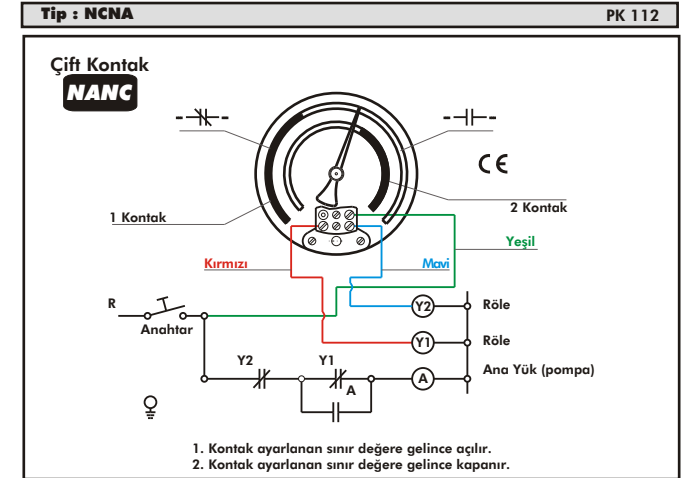 Tip : NCNA
PK 112
Çift Kontak
NANC
CE
1 Kontak
2 Kontak
Yeşil
Kırmızı
Mavi
R
Anahtar
Y2
Röle
Y1
Röle
Y2
Y1
A
A
Ana Yük (pompa)
1. Kontak ayarlanan sınır değere gelince açılır.
2. Kontak ayarlanan sınır değere gelince kapanır.